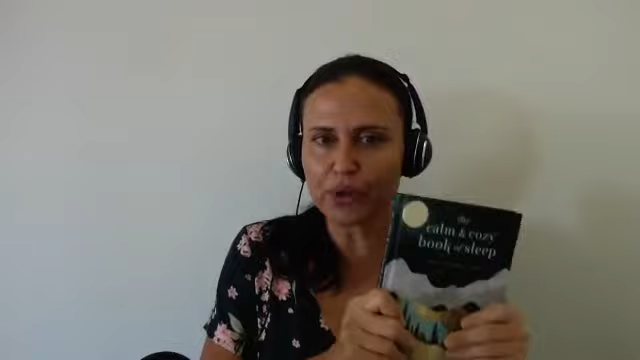 the
calm & cozy
book of sleep